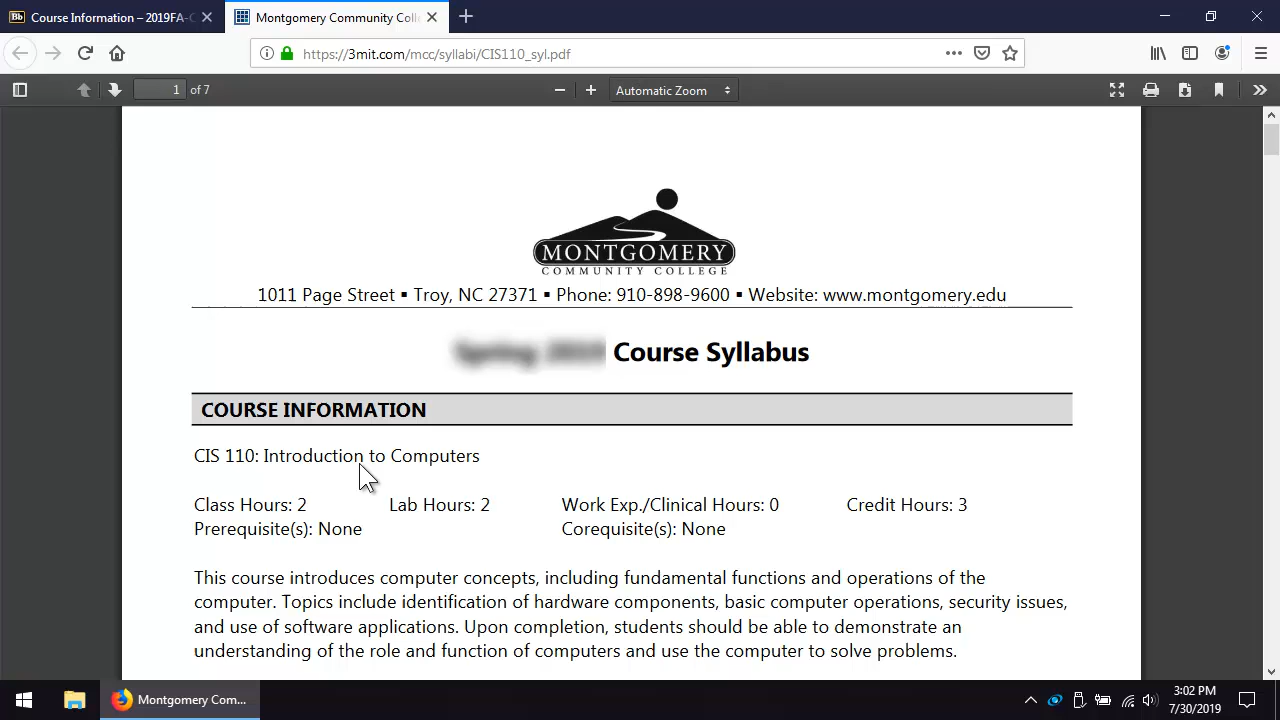 Course Information – 2019FA-C
Montgomery Community Coll
https://3mit.com/mcc/syllabi/CIS110_syl.pdf
1 of 7
Automatic Zoom
MONTGOMERY
COMMUNITY COLLEGE
1011 Page Street ▪ Troy, NC 27371 ▪ Phone: 910-898-9600 ▪ Website: www.montgomery.edu
Course Syllabus
COURSE INFORMATION
CIS 110: Introduction to Computers
Class Hours: 2 Lab Hours: 2 Work Exp./Clinical Hours: 0 Credit Hours: 3
Prerequisite(s): None Corequisite(s): None
This course introduces computer concepts, including fundamental functions and operations of the
computer. Topics include identification of hardware components, basic computer operations, security issues,
and use of software applications. Upon completion, students should be able to demonstrate an
understanding of the role and function of computers and use the computer to solve problems.
Montgomery Com...
3:02 PM
7/30/2019